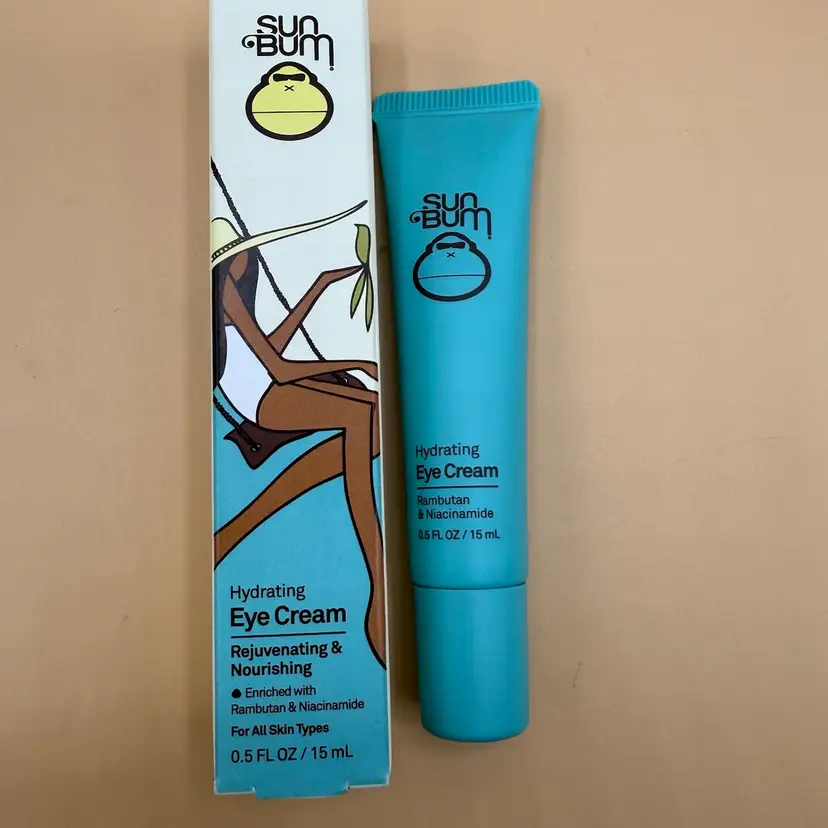 SUN
BUM
Hydrating
Eye Cream
Rejuvenating &
Nourishing
Enriched with
Rambutan & Niacinamide
For All Skin Types
0.5 FL OZ / 15 mL
SUN
BUM
Hydrating
Eye Cream
Rambutan
& Niacinamide
0.5 FL OZ / 15 mL